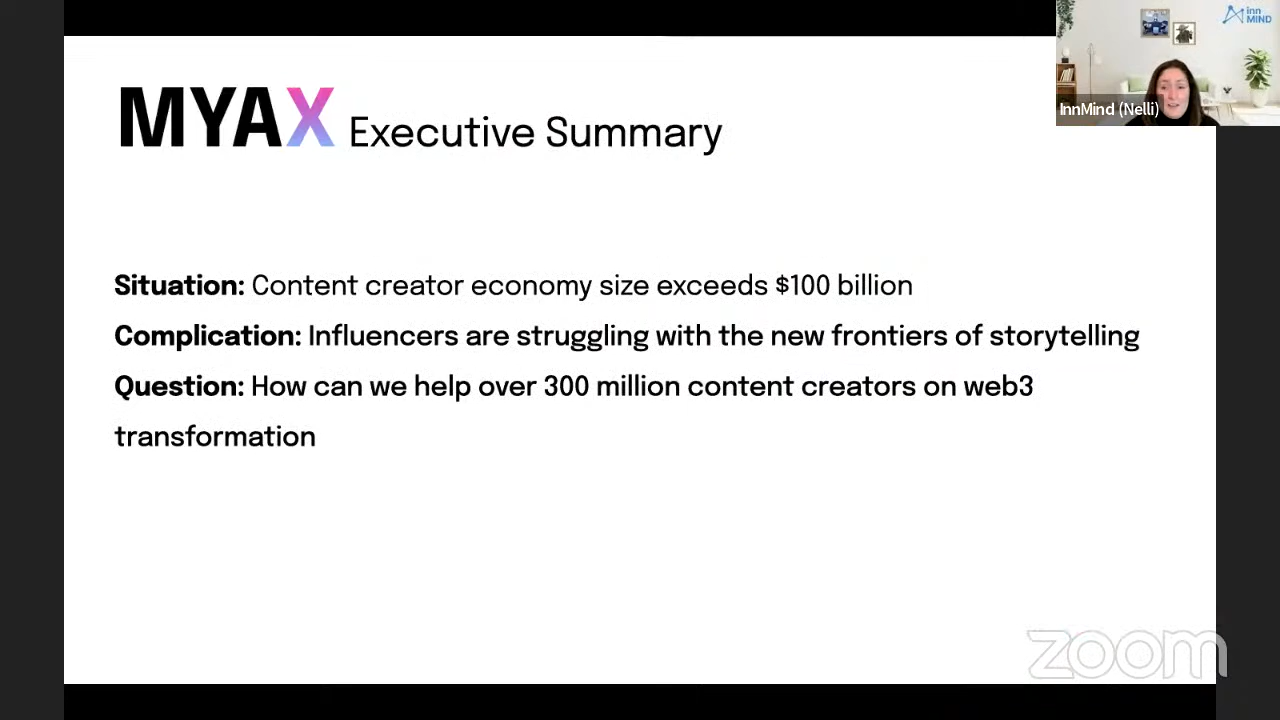 MYAX Executive Summary
inn
MIND
InnMind (Nelli)
Situation: Content creator economy size exceeds $100 billion
Complication: Influencers are struggling with the new frontiers of storytelling
Question: How can we help over 300 million content creators on web3
transformation
zoom